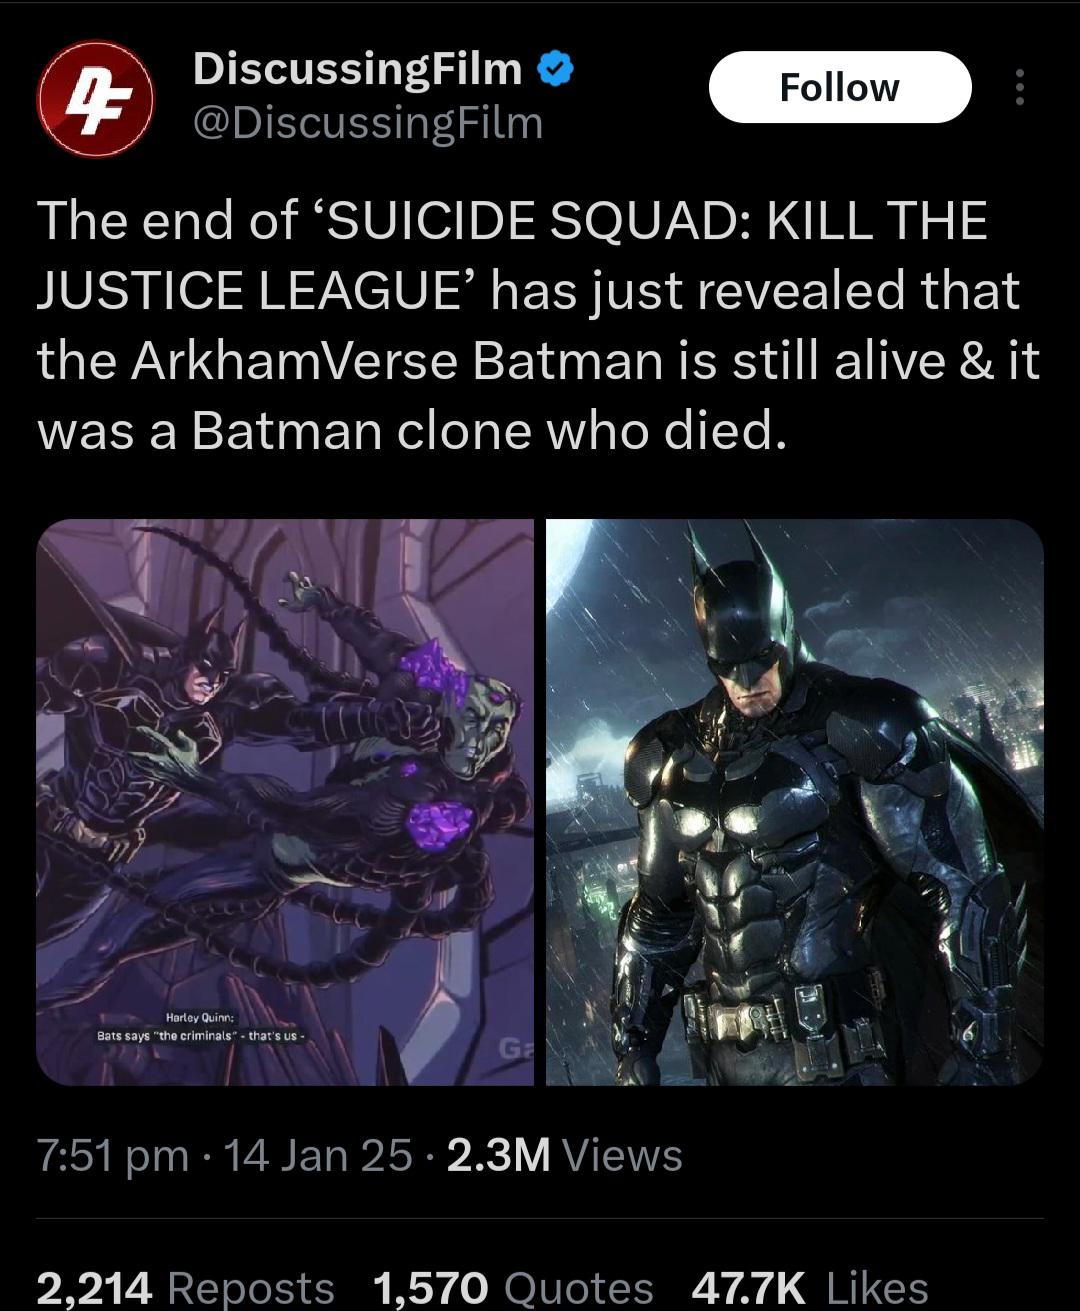 DiscussingFilm
@DiscussingFilm
Follow
The end of ‘SUICIDE SQUAD: KILL THE
JUSTICE LEAGUE’ has just revealed that
the ArkhamVerse Batman is still alive & it
was a Batman clone who died.
Harley Quinn:
Bats says "the criminals" - that's us -
Ga
7:51 pm · 14 Jan 25 · 2.3M Views
2,214 Reposts 1,570 Quotes 47.7K Likes